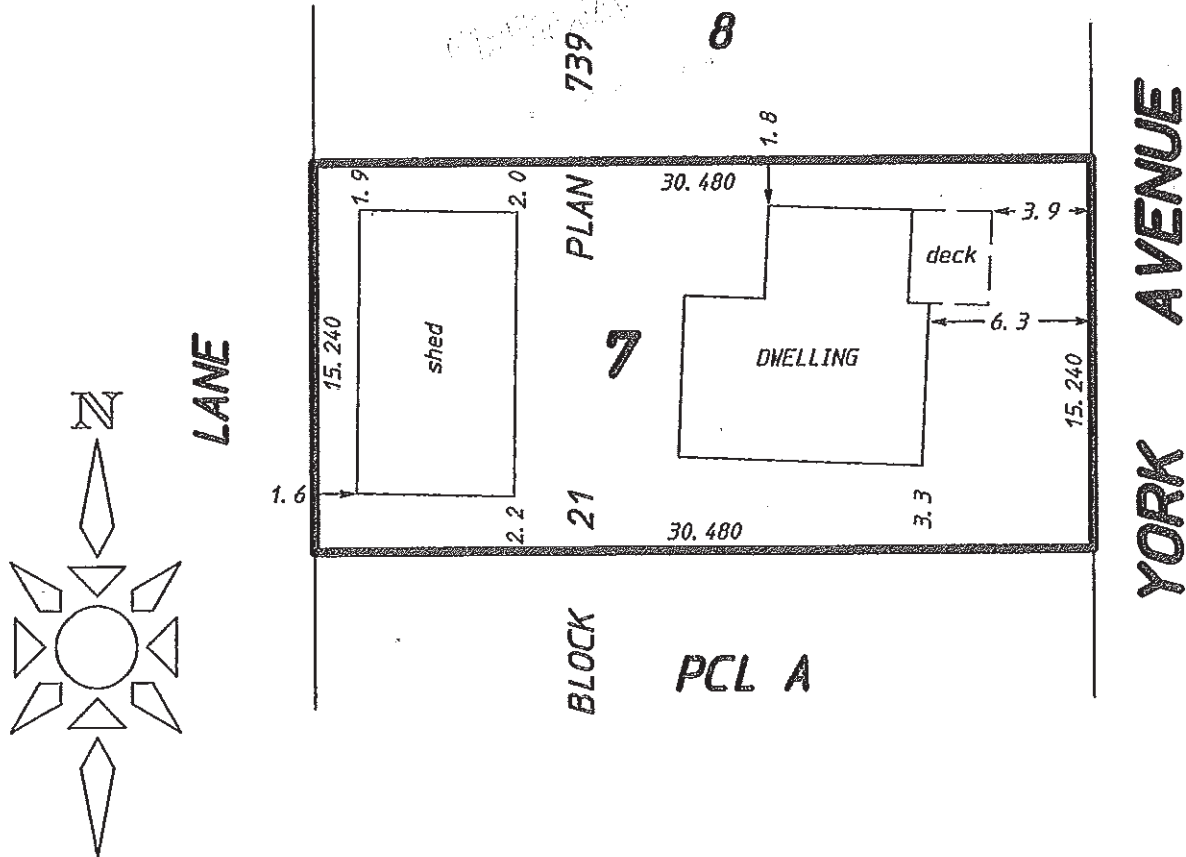 8
739
PLAN
1.8
1.9
2.0
30.480
3.9
deck
6.3
AVENUE
YORK
LANE
15.240
shed
7
DWELLING
15.240
N
1.6
2.2
21
3.3
30.480
BLOCK
PCL A